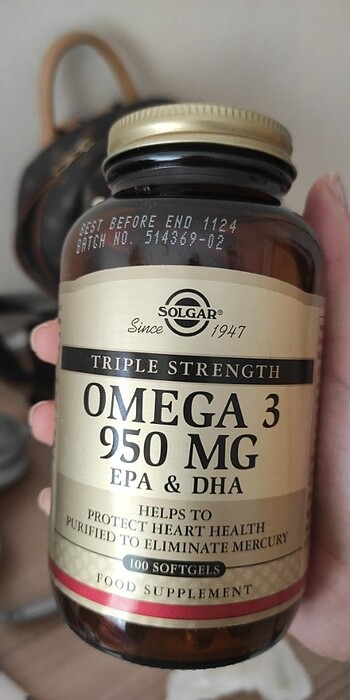 BEST BEFORE END 1124
BATCH NO. 514369-02
SOLGAR®
Since 1947
TRIPLE STRENGTH
OMEGA 3
950 MG
EPA & DHA
HELPS TO
PROTECT HEART HEALTH
PURIFIED TO ELIMINATE MERCURY
100 SOFTGELS
FOOD SUPPLEMENT